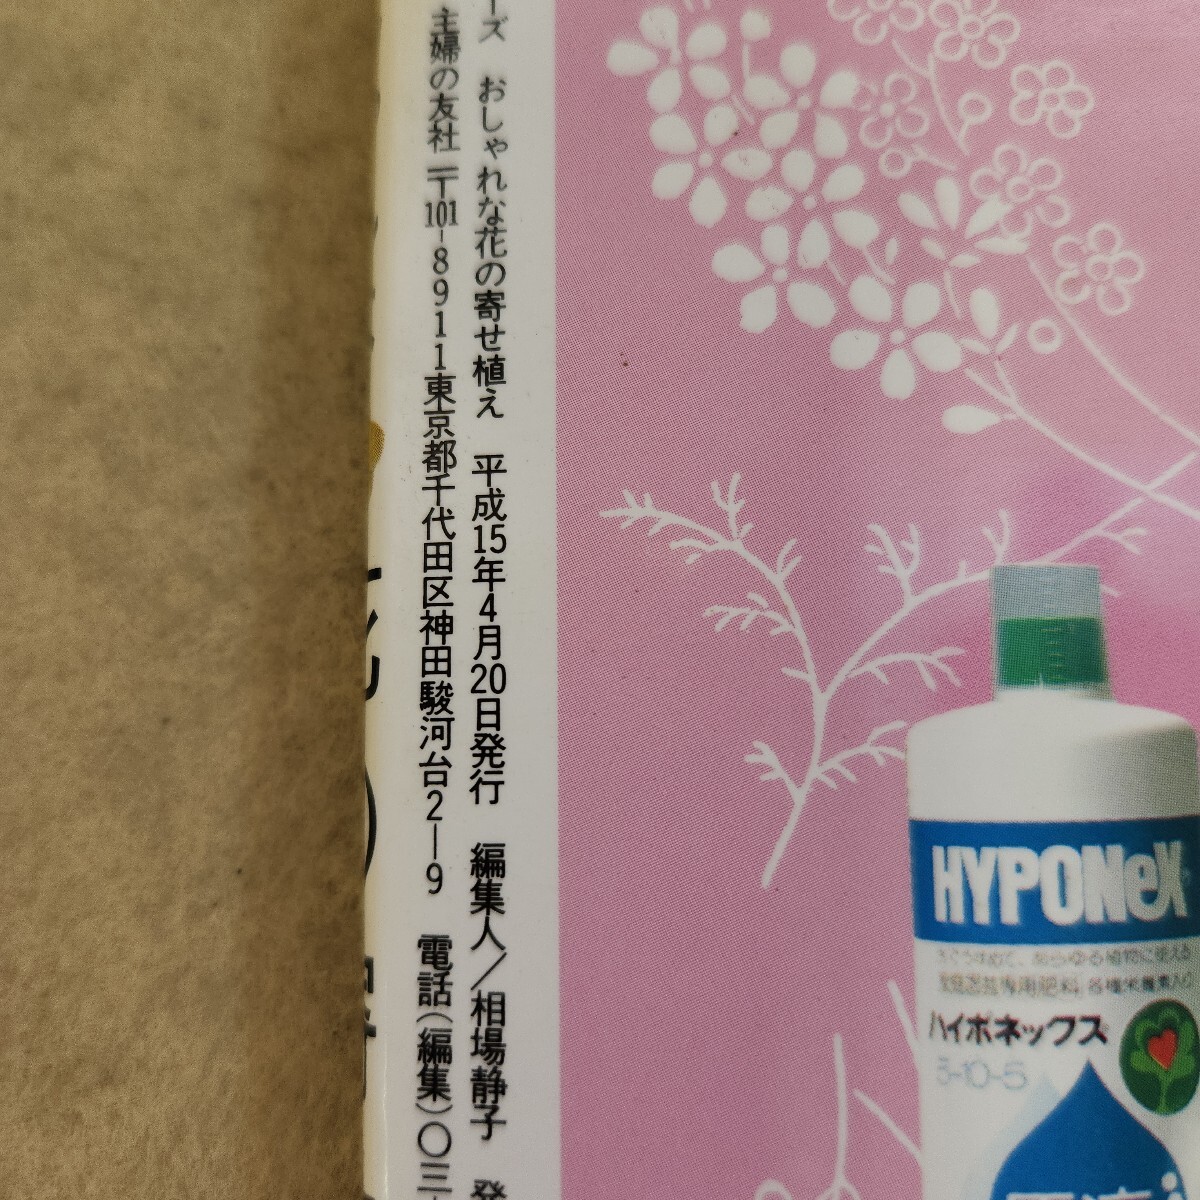 ーズ おしゃれな花の寄せ植え 平成15年4月20日発行 編集人／相場静子 発
主婦の友社 〒101-8911東京都千代田区神田駿河台2―9 電話（編集）〇三
HYPONeX
ハイポネックス
5-10-5